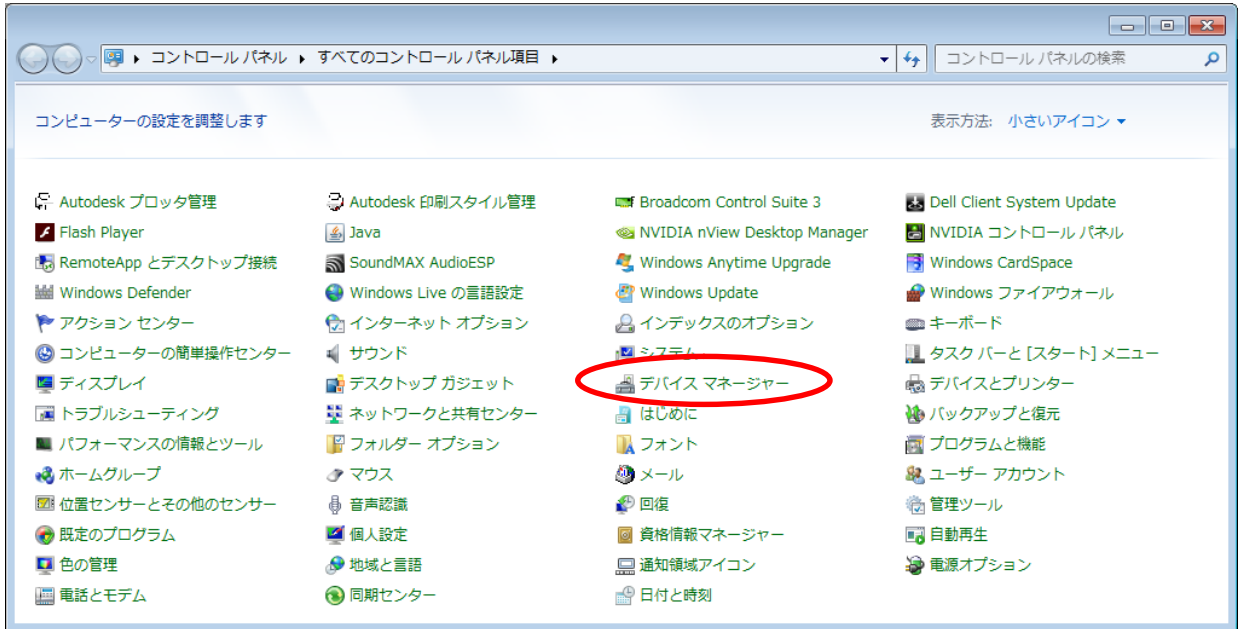 コントロール パネル ▸ すべてのコントロール パネル項目 ▸ コントロール パネルの検索
コンピューターの設定を調整します 表示方法: 小さいアイコン
Autodesk プロッタ管理 Autodesk 印刷スタイル管理 Broadcom Control Suite 3 Dell Client System Update
Flash Player Java NVIDIA nView Desktop Manager NVIDIA コントロール パネル
RemoteApp とデスクトップ接続 SoundMAX AudioESP Windows Anytime Upgrade Windows CardSpace
Windows Defender Windows Live の言語設定 Windows Update Windows ファイアウォール
アクション センター インターネット オプション インデックスのオプション キーボード
コンピューターの簡単操作センター サウンド システム タスク バーと [スタート] メニュー
ディスプレイ デスクトップ ガジェット デバイス マネージャー デバイスとプリンター
トラブルシューティング ネットワークと共有センター はじめに バックアップと復元
パフォーマンスの情報とツール フォルダー オプション フォント プログラムと機能
ホームグループ マウス メール ユーザー アカウント
位置センサーとその他のセンサー 音声認識 回復 管理ツール
既定のプログラム 個人設定 資格情報マネージャー 自動再生
色の管理 地域と言語 通知領域アイコン 電源オプション
電話とモデム 同期センター 日付と時刻